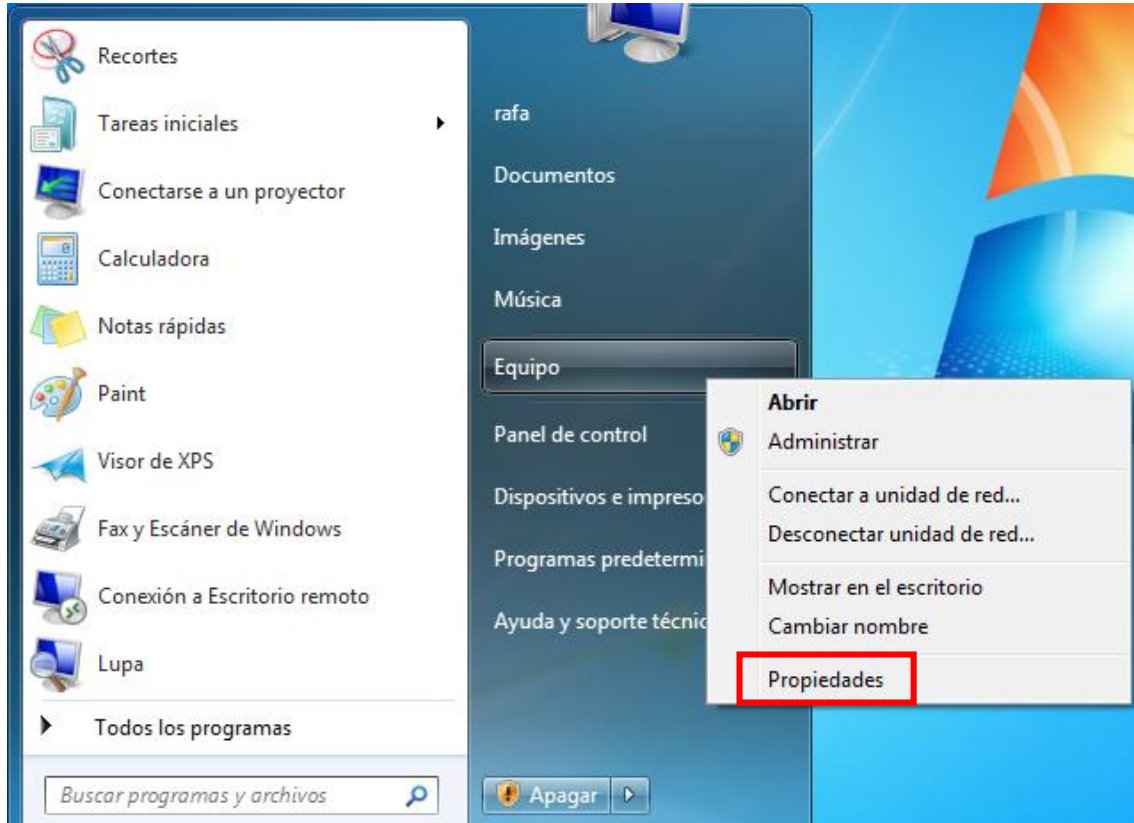 Recortes
Tareas iniciales
Conectarse a un proyector
Calculadora
Notas rápidas
Paint
Visor de XPS
Fax y Escáner de Windows
Conexión a Escritorio remoto
Lupa
Todos los programas
Buscar programas y archivos
rafa
Documentos
Imágenes
Música
Equipo
Panel de control
Dispositivos e impreso
Programas predetermi
Ayuda y soporte técnic
Apagar
Abrir
Administrar
Conectar a unidad de red...
Desconectar unidad de red...
Mostrar en el escritorio
Cambiar nombre
Propiedades